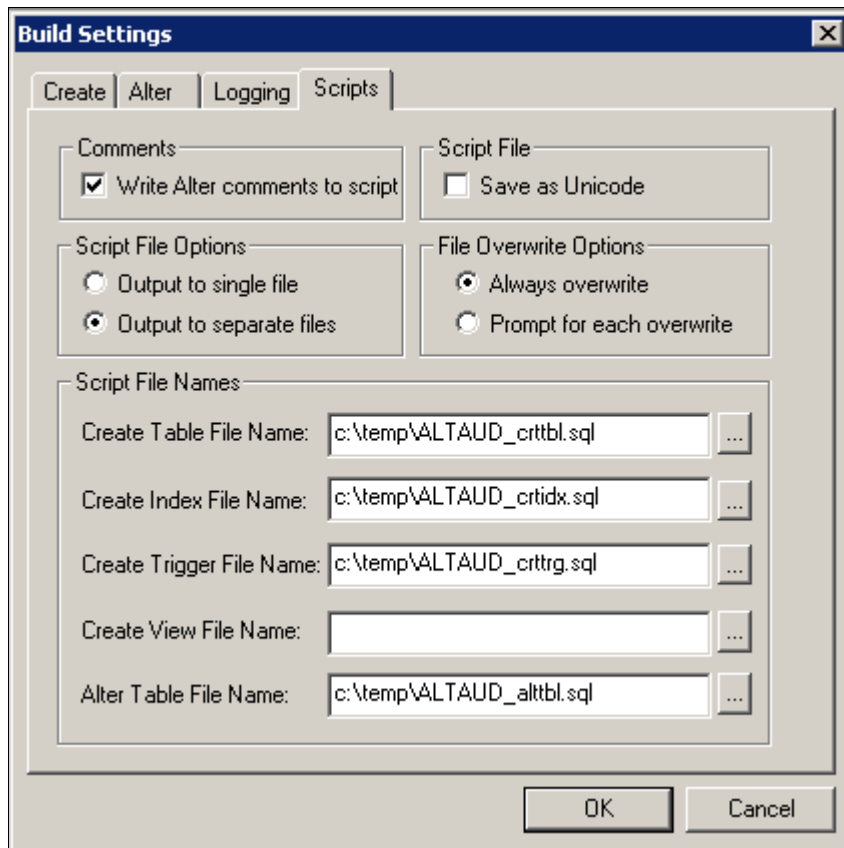 Build Settings
Create Alter Logging Scripts
Comments
Write Alter comments to script
Script File
Save as Unicode
Script File Options
Output to single file
Output to separate files
File Overwrite Options
Always overwrite
Prompt for each overwrite
Script File Names
Create Table File Name: c:\temp\ALTAUD_crttbl.sql ...
Create Index File Name: c:\temp\ALTAUD_crtidx.sql ...
Create Trigger File Name: c:\temp\ALTAUD_crttrg.sql ...
Create View File Name: ...
Alter Table File Name: c:\temp\ALTAUD_alttbl.sql ...
OK Cancel